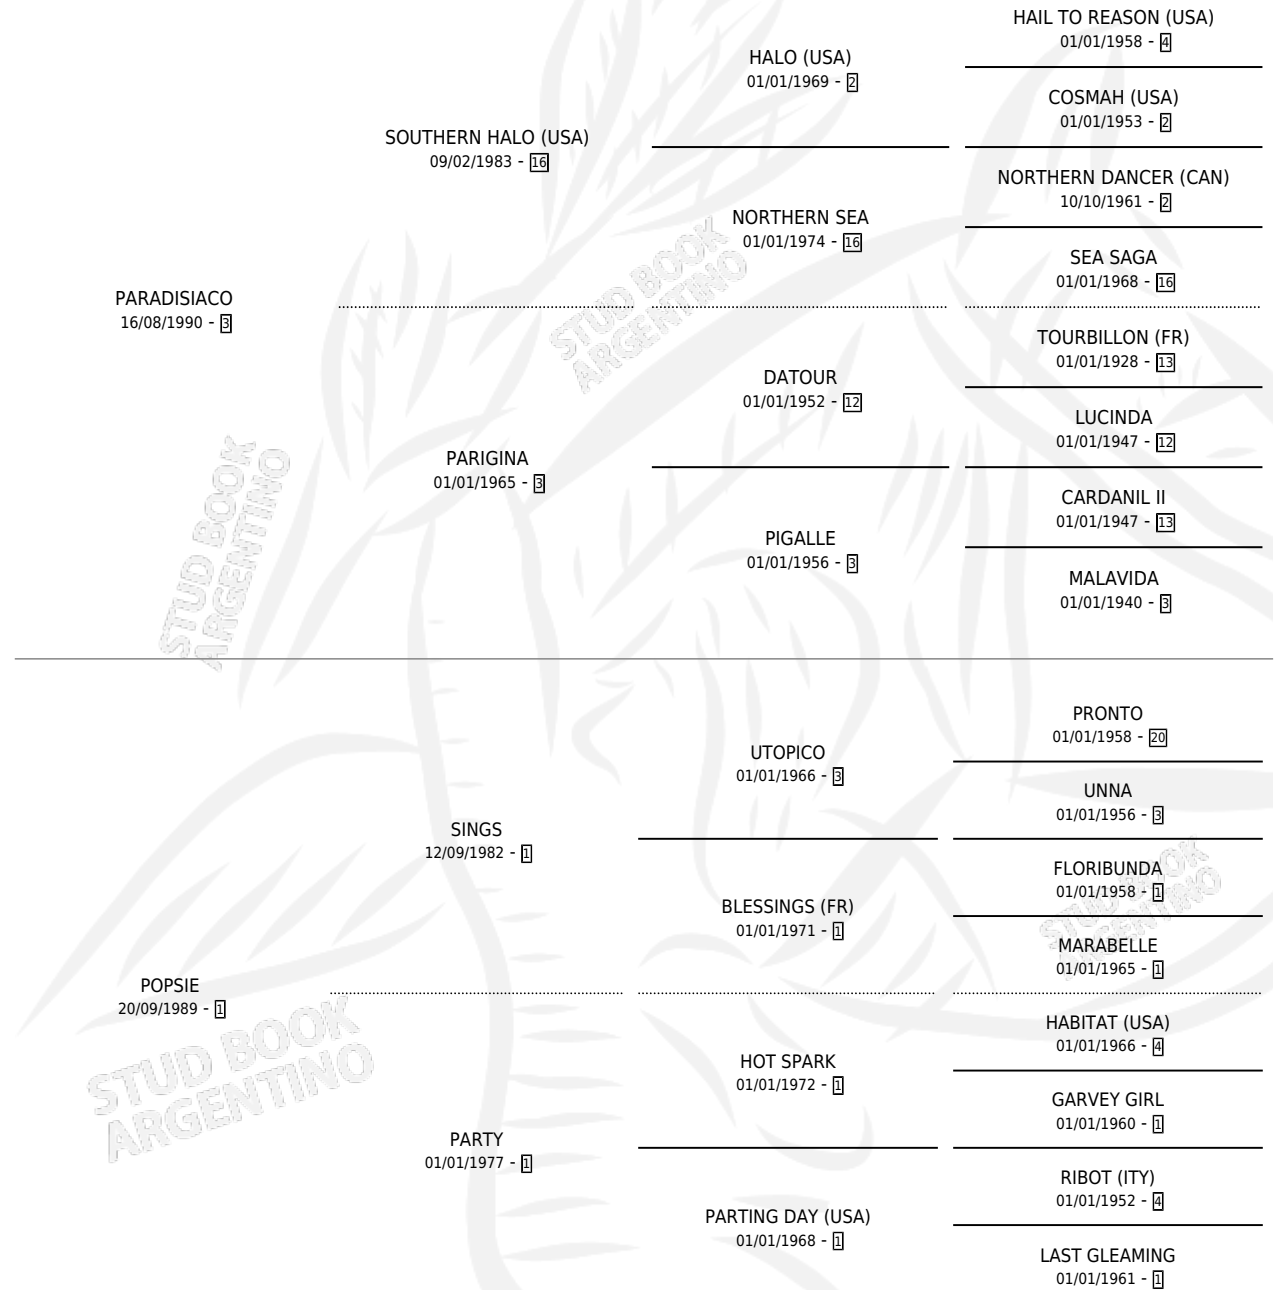 HAIL TO REASON (USA)
01/01/1958 - 4
HALO (USA)
01/01/1969 - 2
COSMAH (USA)
01/01/1953 - 2
SOUTHERN HALO (USA)
09/02/1983 - 16
NORTHERN DANCER (CAN)
10/10/1961 - 2
NORTHERN SEA
01/01/1974 - 16
SEA SAGA
01/01/1968 - 16
PARADISIACO
16/08/1990 - 3
TOURBILLON (FR)
01/01/1928 - 13
DATOUR
01/01/1952 - 12
LUCINDA
01/01/1947 - 12
PARIGINA
01/01/1965 - 3
CARDANIL II
01/01/1947 - 13
PIGALLE
01/01/1956 - 3
MALAVIDA
01/01/1940 - 3
PRONTO
01/01/1958 - 20
UTOPICO
01/01/1966 - 3
UNNA
01/01/1956 - 3
SINGS
12/09/1982 - 1
FLORIBUNDA
01/01/1958 - 1
BLESSINGS (FR)
01/01/1971 - 1
MARABELLE
01/01/1965 - 1
POPSIE
20/09/1989 - 1
HABITAT (USA)
01/01/1966 - 4
HOT SPARK
01/01/1972 - 1
GARVEY GIRL
01/01/1960 - 1
PARTY
01/01/1977 - 1
RIBOT (ITY)
01/01/1952 - 4
PARTING DAY (USA)
01/01/1968 - 1
LAST GLEAMING
01/01/1961 - 1
STUD BOOK
ARGENTINO
STUD BOOK
ARGENTINO
STUD BOOK
ARGENTINO
STUD BOOK
ARGENTINO